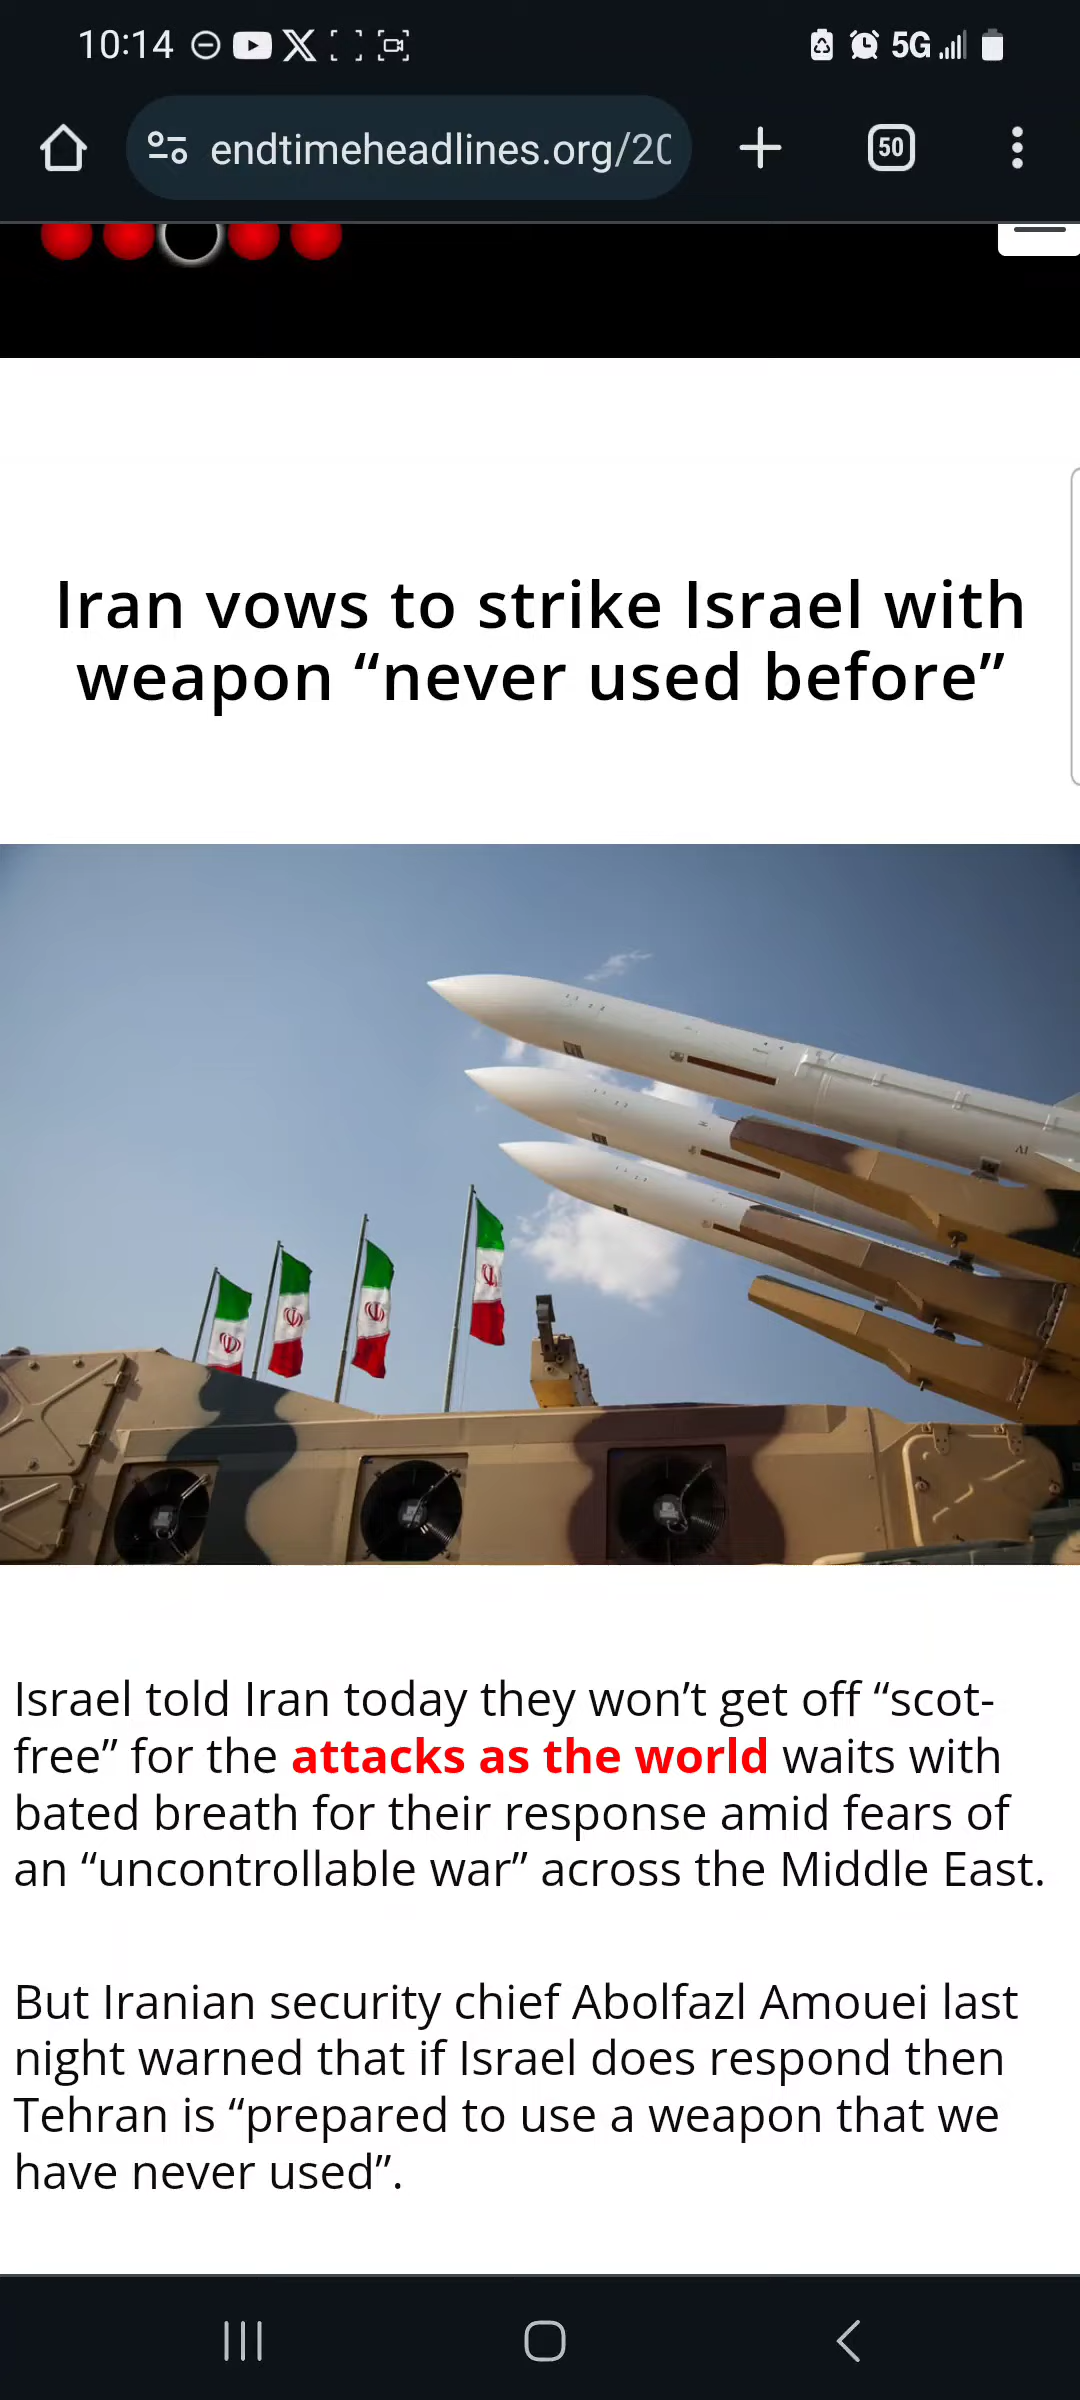 10:14
5G
endtimeheadlines.org/20
50
Iran vows to strike Israel with
weapon “never used before”
Israel told Iran today they won’t get off “scot-
free” for the attacks as the world waits with
bated breath for their response amid fears of
an “uncontrollable war” across the Middle East.
But Iranian security chief Abolfazl Amouei last
night warned that if Israel does respond then
Tehran is “prepared to use a weapon that we
have never used”.